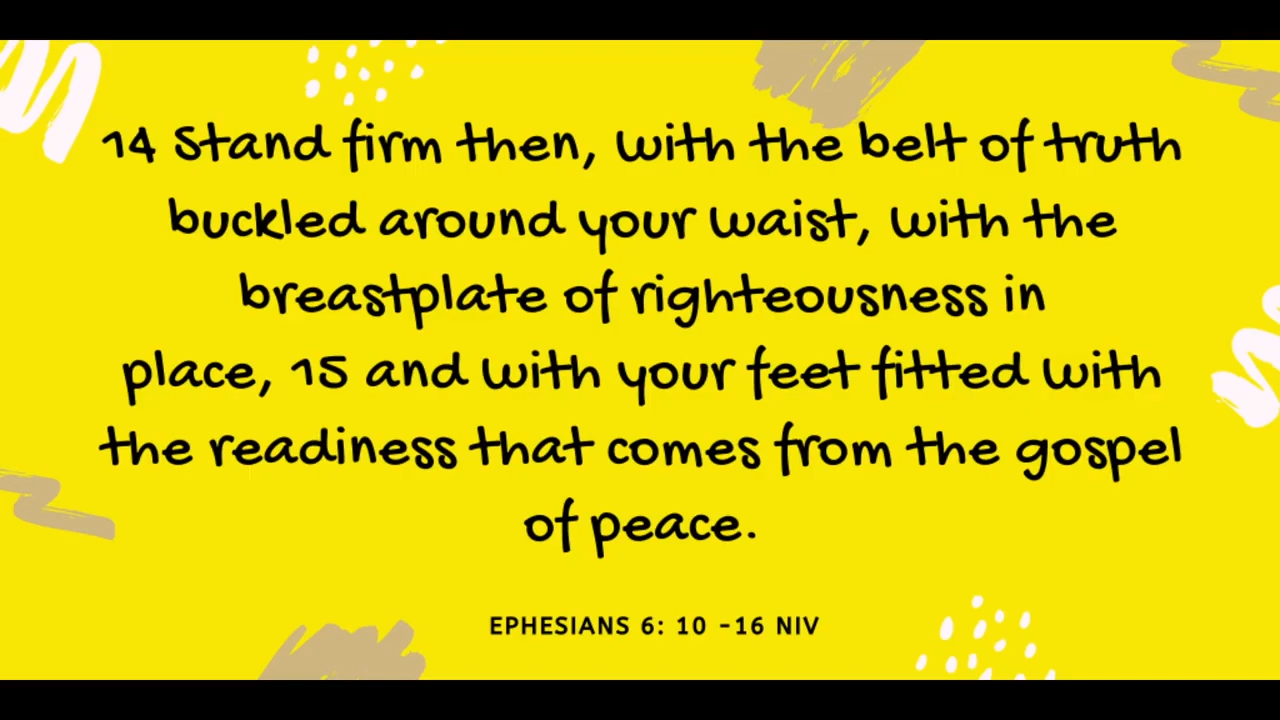 14 Stand firm then, with the belt of truth
buckled around your waist, with the
breastplate of righteousness in
place, 15 and with your feet fitted with
the readiness that comes from the gospel
of peace.
EPHESIANS 6: 10 -16 NIV